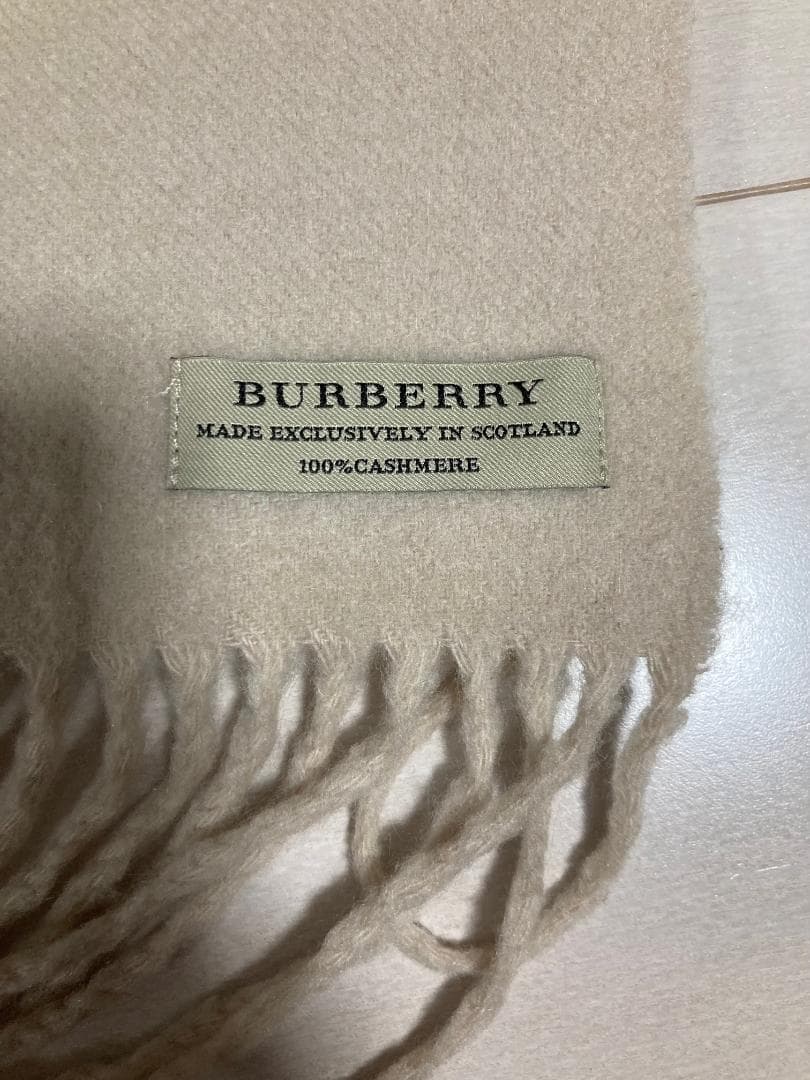 BURBERRY
MADE EXCLUSIVELY IN SCOTLAND
100%CASHMERE